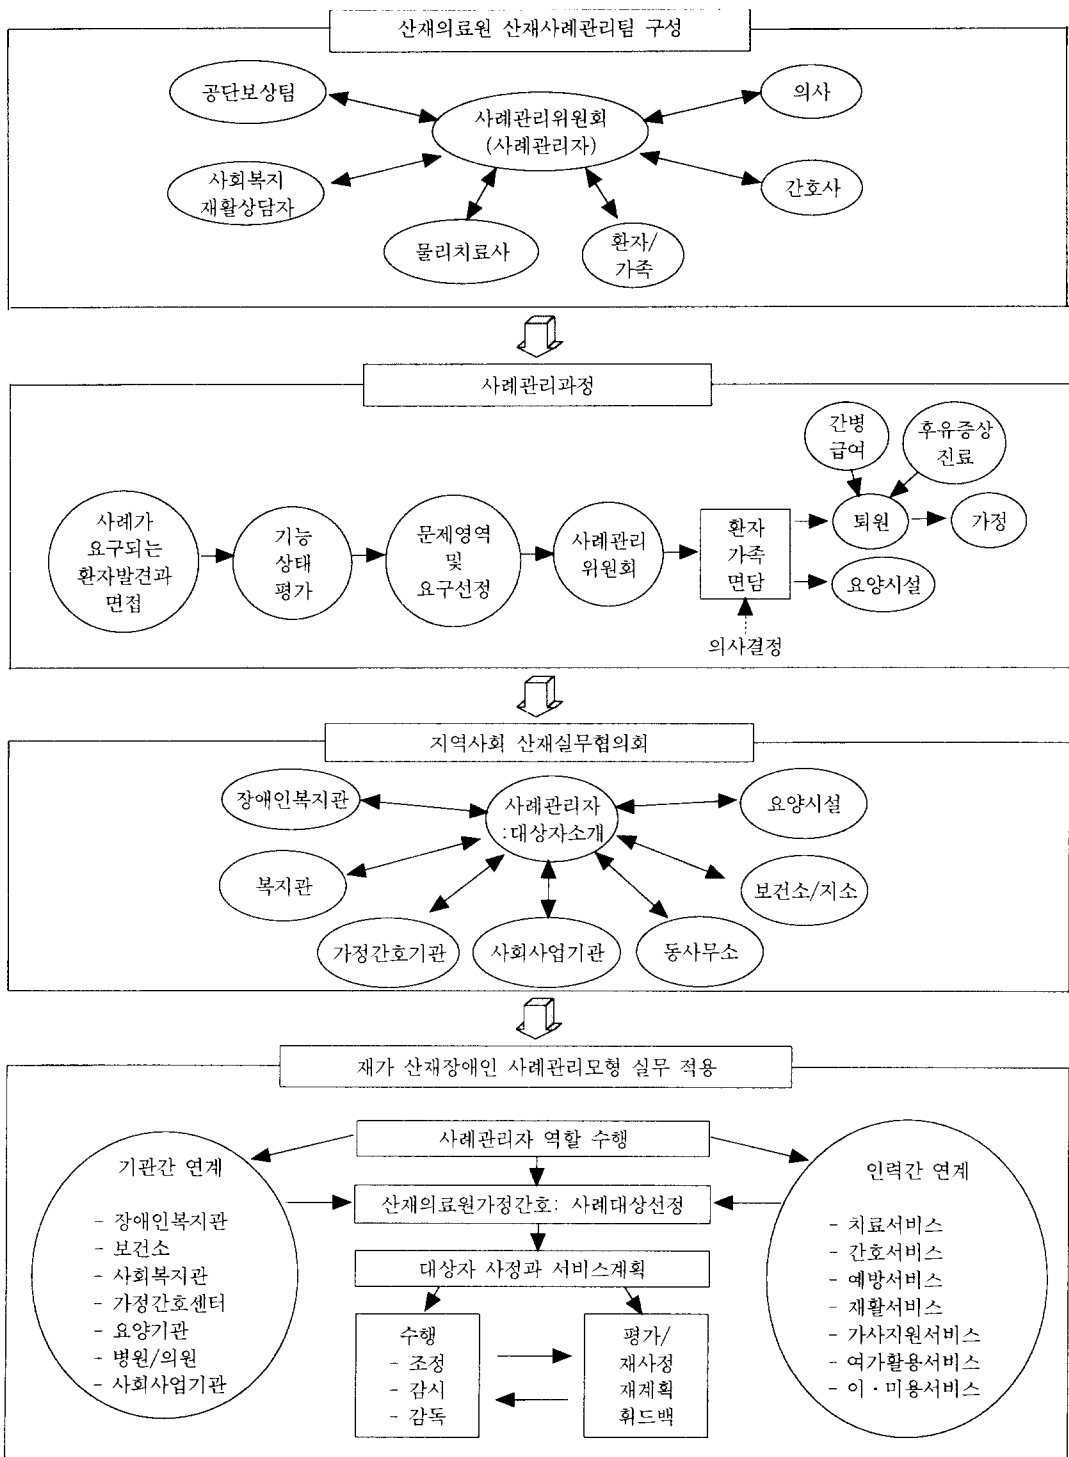 산재의료원 산재사례관리팀 구성
공단보상팀
의사
사례관리위원회
(사례관리자)
사회복지
재활상담자
간호사
물리치료사
환자/
가족
사례관리과정
간병
급여
후유증상
진료
사례가
요구되는
환자발견과
면접
기능
상태
평가
문제영역
및
요구선정
사례관리
위원회
환자
가족
면담
퇴원
가정
요양시설
의사결정
지역사회 산재실무협의회
장애인복지관
사례관리자
:대상자소개
요양시설
복지관
보건소/지소
가정간호기관
사회사업기관
동사무소
재가 산재장애인 사례관리모형 실무 적용
사례관리자 역할 수행
기관간 연계
- 장애인복지관
- 보건소
- 사회복지관
- 가정간호센터
- 요양기관
- 병원/의원
- 사회사업기관
산재의료원가정간호: 사례대상선정
대상자 사정과 서비스계획
수행
- 조정
- 감시
- 감독
평가/
재사정
재계획
휘드백
인력간 연계
- 치료서비스
- 간호서비스
- 예방서비스
- 재활서비스
- 가사지원서비스
- 여가활용서비스
- 이·미용서비스